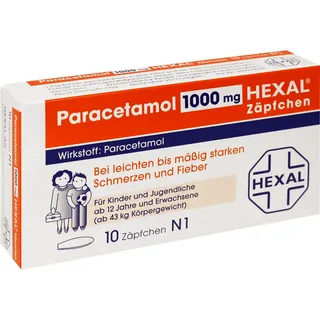 Paracetamol 1000 mg HEXAL®
Zäpfchen
Wirkstoff: Paracetamol
Bei leichten bis mäßig starken
Schmerzen und Fieber
Für Kinder und Jugendliche
ab 12 Jahre und Erwachsene
(ab 43 kg Körpergewicht)
HEXAL
10 Zäpfchen N1